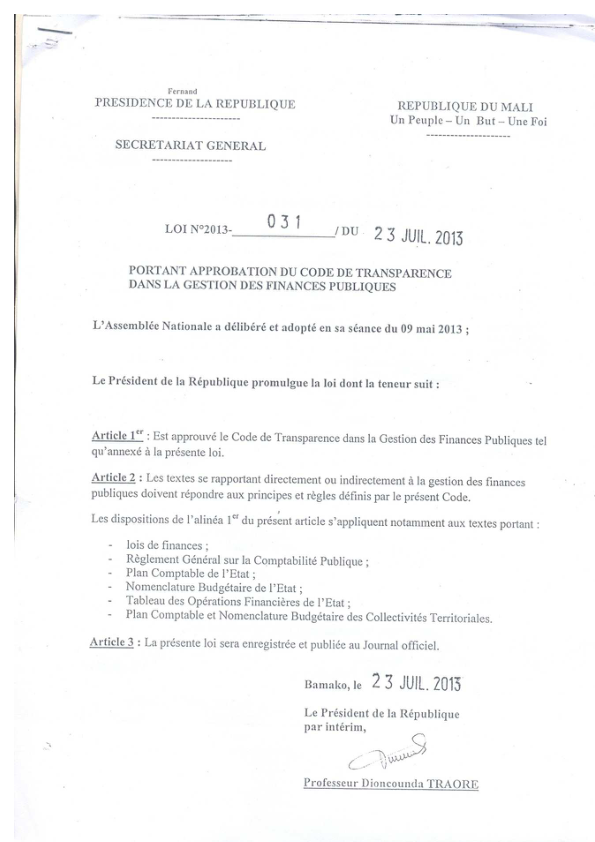 Fernand
PRESIDENCE DE LA REPUBLIQUE
----------------------
SECRETARIAT GENERAL
--------------------
REPUBLIQUE DU MALI
Un Peuple – Un But – Une Foi
---------------------
LOI N°2013- 031 / DU 23 JUIL. 2013
PORTANT APPROBATION DU CODE DE TRANSPARENCE
DANS LA GESTION DES FINANCES PUBLIQUES
L'Assemblée Nationale a délibéré et adopté en sa séance du 09 mai 2013 ;
Le Président de la République promulgue la loi dont la teneur suit :
Article 1er : Est approuvé le Code de Transparence dans la Gestion des Finances Publiques tel
qu'annexé à la présente loi.
Article 2 : Les textes se rapportant directement ou indirectement à la gestion des finances
publiques doivent répondre aux principes et règles définis par le présent Code.
Les dispositions de l'alinéa 1er du présent article s'appliquent notamment aux textes portant :
- lois de finances ;
- Règlement Général sur la Comptabilité Publique ;
- Plan Comptable de l'Etat ;
- Nomenclature Budgétaire de l'Etat ;
- Tableau des Opérations Financières de l'Etat ;
- Plan Comptable et Nomenclature Budgétaire des Collectivités Territoriales.
Article 3 : La présente loi sera enregistrée et publiée au Journal officiel.
Bamako, le 23 JUIL. 2013
Le Président de la République
par intérim,
Professeur Dioncounda TRAORE